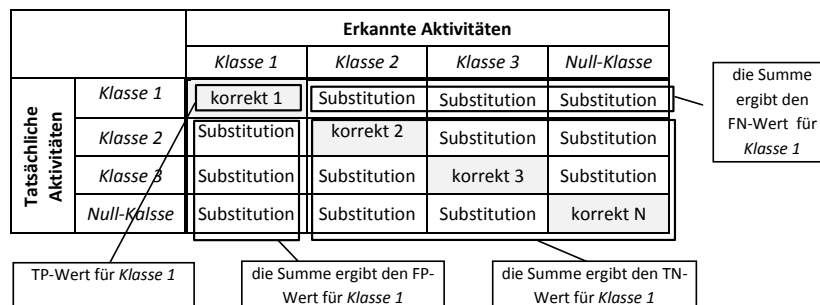 Erkannte Aktivitäten
Klasse 1 Klasse 2 Klasse 3 Null-Klasse
Tatsächliche
Aktivitäten
Klasse 1 korrekt 1 Substitution Substitution Substitution
Klasse 2 Substitution korrekt 2 Substitution Substitution
Klasse 3 Substitution Substitution korrekt 3 Substitution
Null-Kalsse Substitution Substitution Substitution korrekt N
die Summe
ergibt den
FN-Wert für
Klasse 1
TP-Wert für Klasse 1
die Summe ergibt den FP-
Wert für Klasse 1
die Summe ergibt den TN-
Wert für Klasse 1